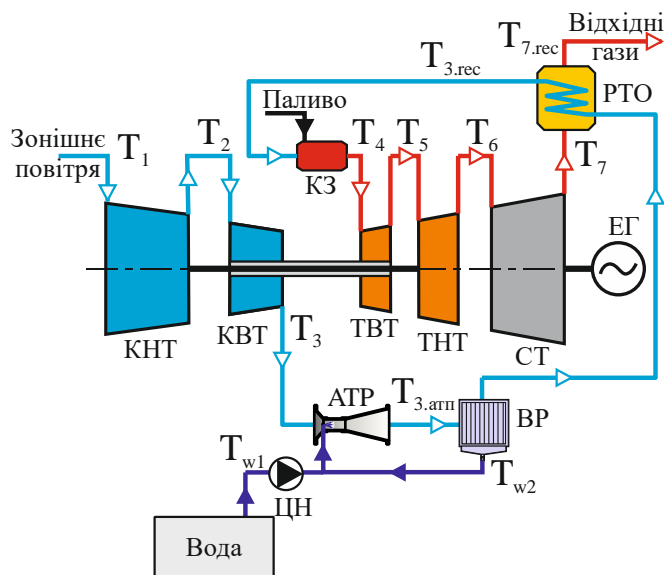 Відхідні
гази
T7.rec
T3.rec
РТО
Паливо
Зонішнє
повітря
T1
T2
T4
T5
T6
T7
КЗ
ЕГ
КНТ
КВТ
T3
ТВТ
ТНТ
СТ
АТР
T3.атп
ВР
Tw1
Tw2
ЦН
Вода